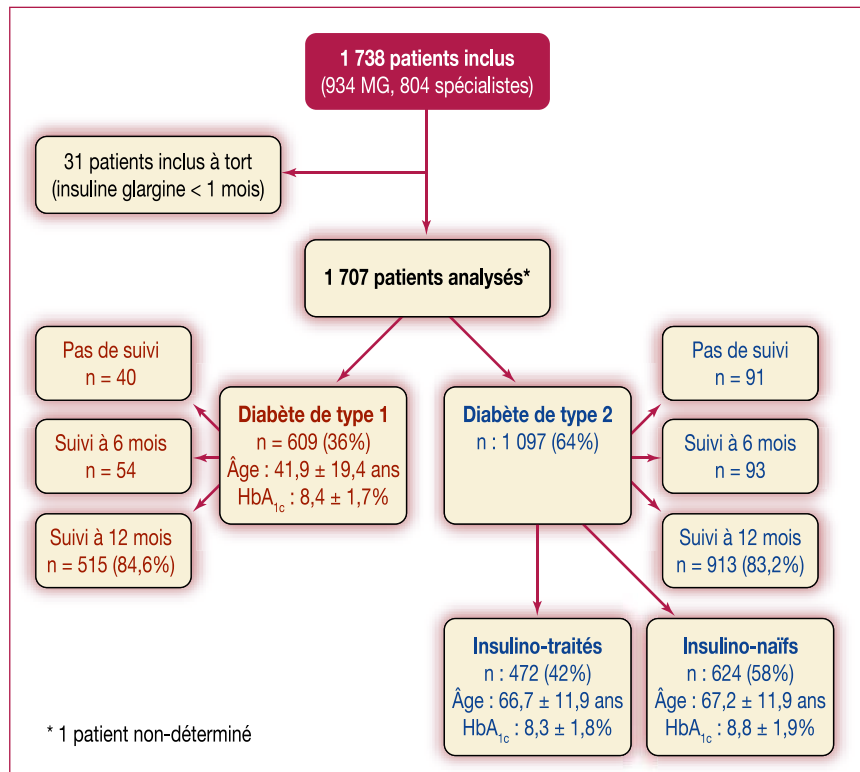 1 738 patients inclus
(934 MG, 804 spécialistes)
31 patients inclus à tort
(insuline glargine < 1 mois)
1 707 patients analysés*
Pas de suivi
n = 40
Suivi à 6 mois
n = 54
Suivi à 12 mois
n = 515 (84,6%)
Diabète de type 1
n = 609 (36%)
Âge : 41,9 ± 19,4 ans
HbA1c : 8,4 ± 1,7%
Diabète de type 2
n : 1 097 (64%)
Pas de suivi
n = 91
Suivi à 6 mois
n = 93
Suivi à 12 mois
n = 913 (83,2%)
Insulino-traités
n : 472 (42%)
Âge : 66,7 ± 11,9 ans
HbA1c : 8,3 ± 1,8%
Insulino-naïfs
n : 624 (58%)
Âge : 67,2 ± 11,9 ans
HbA1c : 8,8 ± 1,9%
* 1 patient non-déterminé